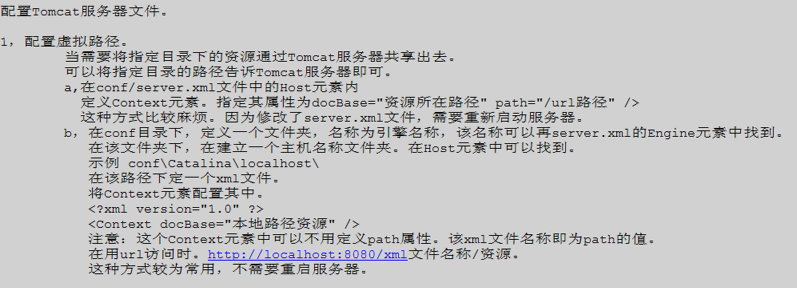 配置Tomcat服务器文件。
1，配置虚拟路径。
当需要将指定目录下的资源通过Tomcat服务器共享出去。
可以将指定目录的路径告诉Tomcat服务器即可。
a,在conf/server.xml文件中的Host元素内
定义Context元素。指定其属性为docBase="资源所在路径" path="/url路径" />
这种方式比较麻烦。因为修改了server.xml文件，需要重新启动服务器。
b，在conf目录下，定义一个文件夹，名称为引擎名称，该名称可以再server.xml的Engine元素中找到。
在该文件夹下，在建立一个主机名称文件夹。在Host元素中可以找到。
示例 conf\Catalina\localhost\
在该路径下定一个xml文件。
将Context元素配置其中。
<?xml version="1.0" ?>
<Context docBase="本地路径资源" />
注意：这个Context元素中可以不用定义path属性。该xml文件名称即为path的值。
在用url访问时。http://localhost:8080/xml文件名称/资源。
这种方式较为常用，不需要重启服务器。